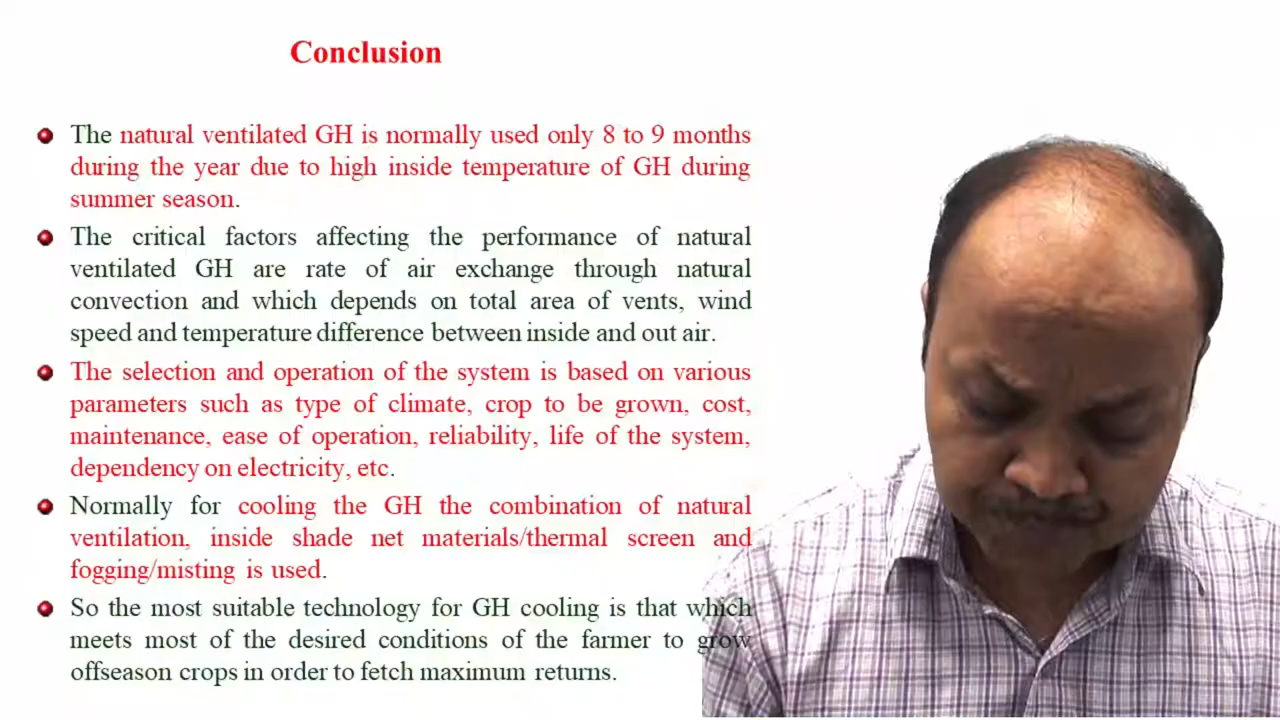 Conclusion
The natural ventilated GH is normally used only 8 to 9 months
during the year due to high inside temperature of GH during
summer season.
The critical factors affecting the performance of natural
ventilated GH are rate of air exchange through natural
convection and which depends on total area of vents, wind
speed and temperature difference between inside and out air.
The selection and operation of the system is based on various
parameters such as type of climate, crop to be grown, cost,
maintenance, ease of operation, reliability, life of the system,
dependency on electricity, etc.
Normally for cooling the GH the combination of natural
ventilation, inside shade net materials/thermal screen and
fogging/misting is used.
So the most suitable technology for GH cooling is that which
meets most of the desired conditions of the farmer to grow
offseason crops in order to fetch maximum returns.